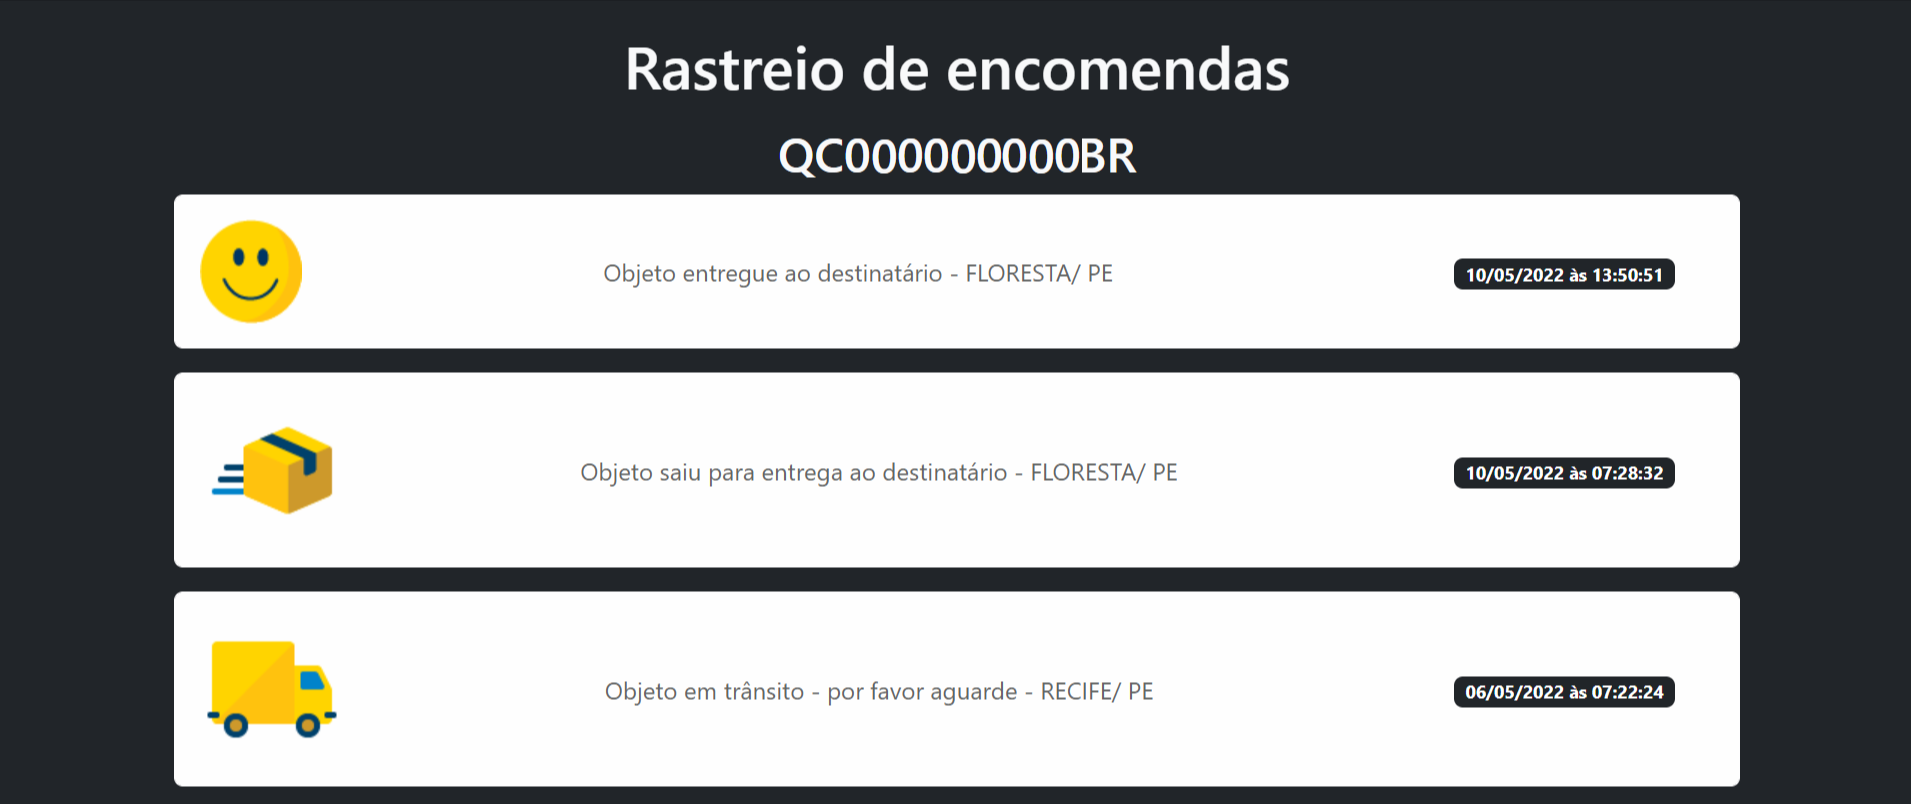 Rastreio de encomendas
QC000000000BR
Objeto entregue ao destinatário - FLORESTA/ PE
10/05/2022 às 13:50:51
Objeto saiu para entrega ao destinatário - FLORESTA/ PE
10/05/2022 às 07:28:32
Objeto em trânsito - por favor aguarde - RECIFE/ PE
06/05/2022 às 07:22:24